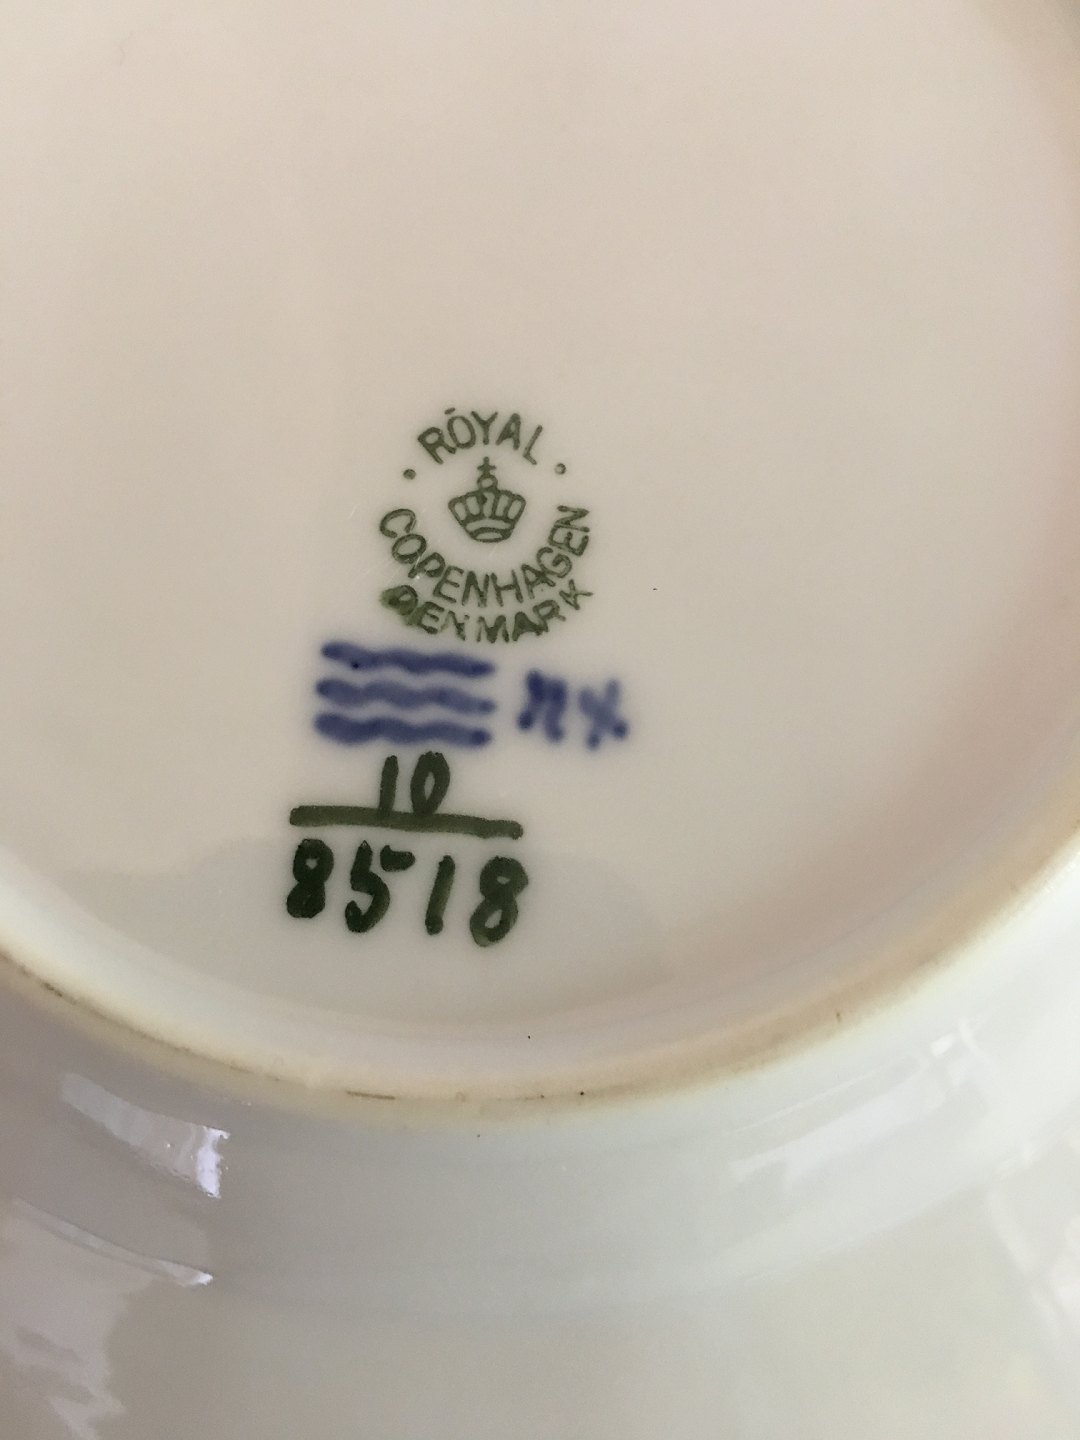 ROYAL
COPENHAGEN
DENMARK
10
8518